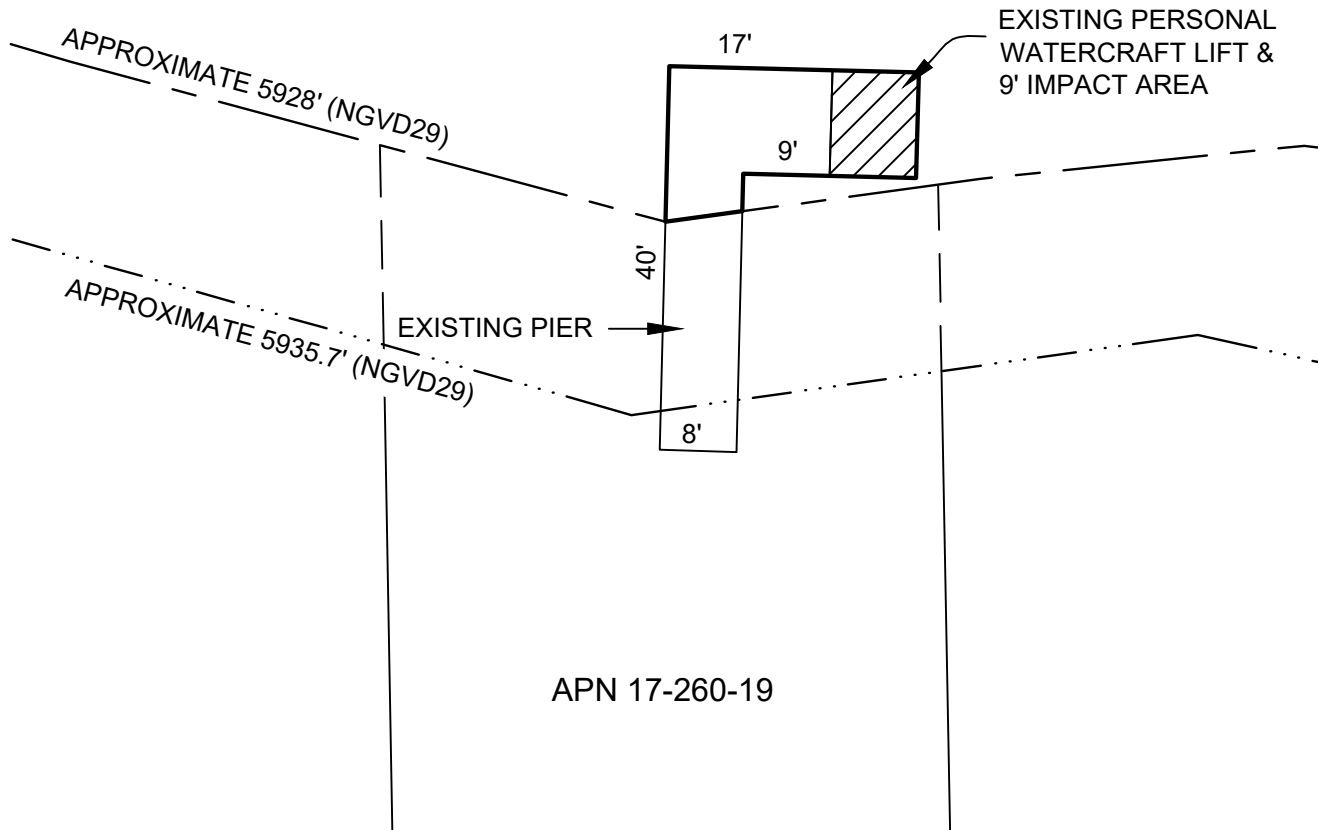 EXISTING PERSONAL
WATERCRAFT LIFT &
9' IMPACT AREA
17'
APPROXIMATE 5928' (NGVD29)
9'
40'
APPROXIMATE 5935.7' (NGVD29)
EXISTING PIER
8'
APN 17-260-19